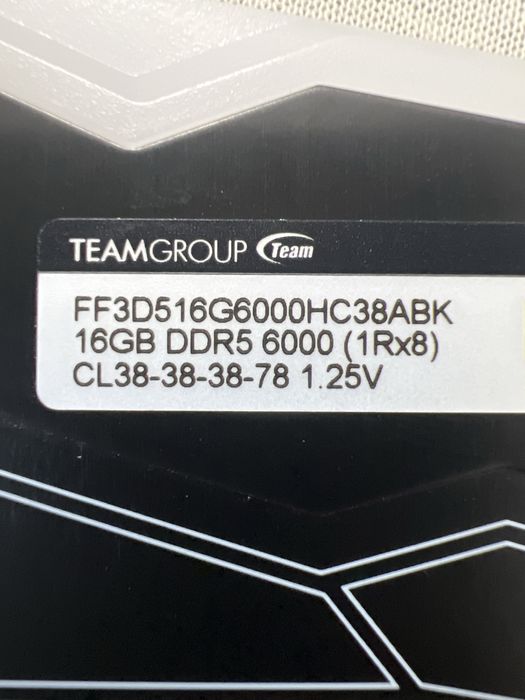 TEAMGROUP Team
FF3D516G6000HC38ABK
16GB DDR5 6000 (1Rx8)
CL38-38-38-78 1.25V